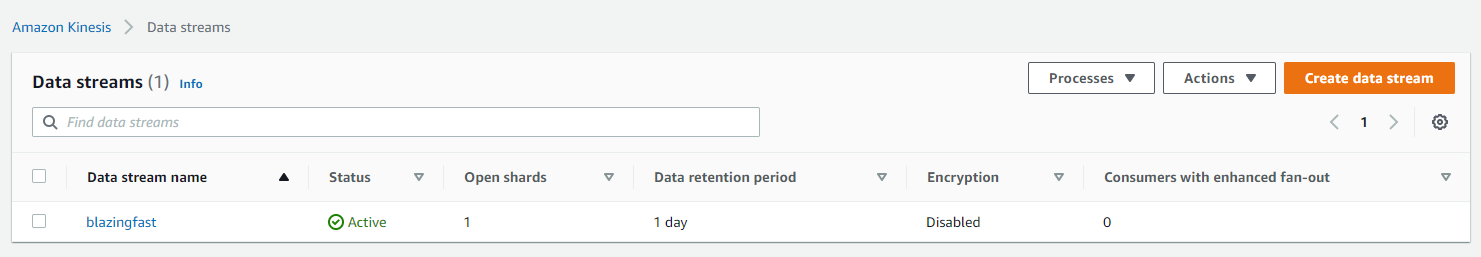 Amazon Kinesis > Data streams
Data streams (1) Info
Processes Actions Create data stream
Find data streams
1
Data stream name Status Open shards Data retention period Encryption Consumers with enhanced fan-out
blazingfast Active 1 1 day Disabled 0